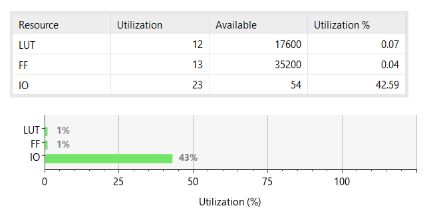 Resource Utilization Available Utilization %
LUT 12 17600 0.07
FF 13 35200 0.04
IO 23 54 42.59
LUT 1%
FF 1%
IO 43%
0 25 50 75 100
Utilization (%)